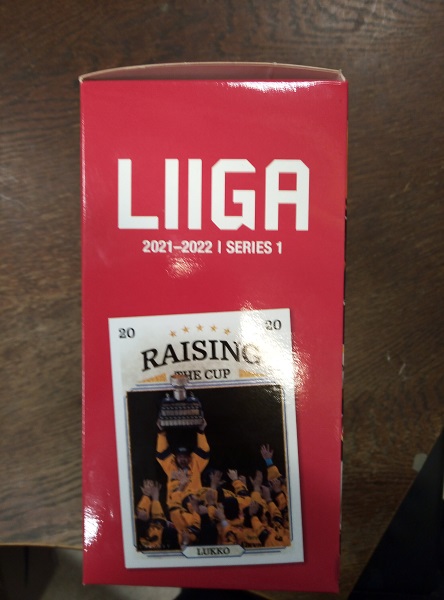 LIIGA
2021–2022 | SERIES 1
20 20
RAISING
THE CUP
LUKKO